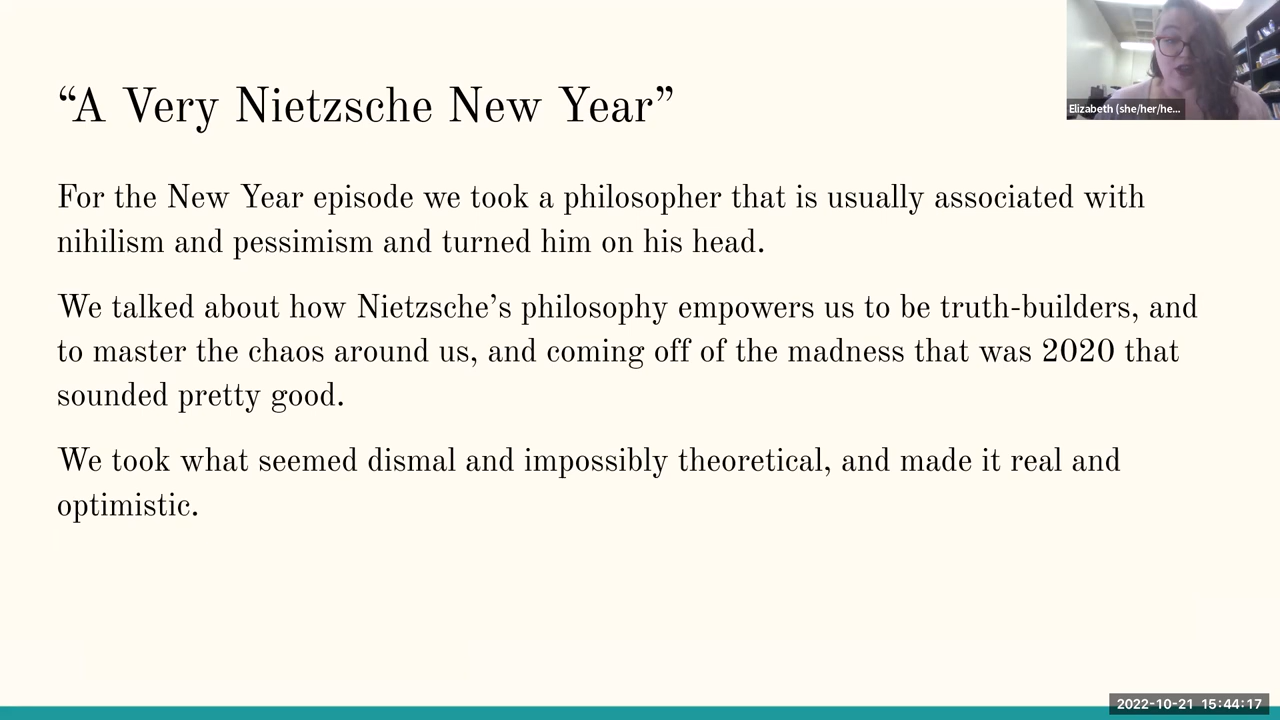 “A Very Nietzsche New Year”
Elizabeth (she/her/he...
For the New Year episode we took a philosopher that is usually associated with
nihilism and pessimism and turned him on his head.
We talked about how Nietzsche’s philosophy empowers us to be truth-builders, and
to master the chaos around us, and coming off of the madness that was 2020 that
sounded pretty good.
We took what seemed dismal and impossibly theoretical, and made it real and
optimistic.
2022-10-21 15:44:17